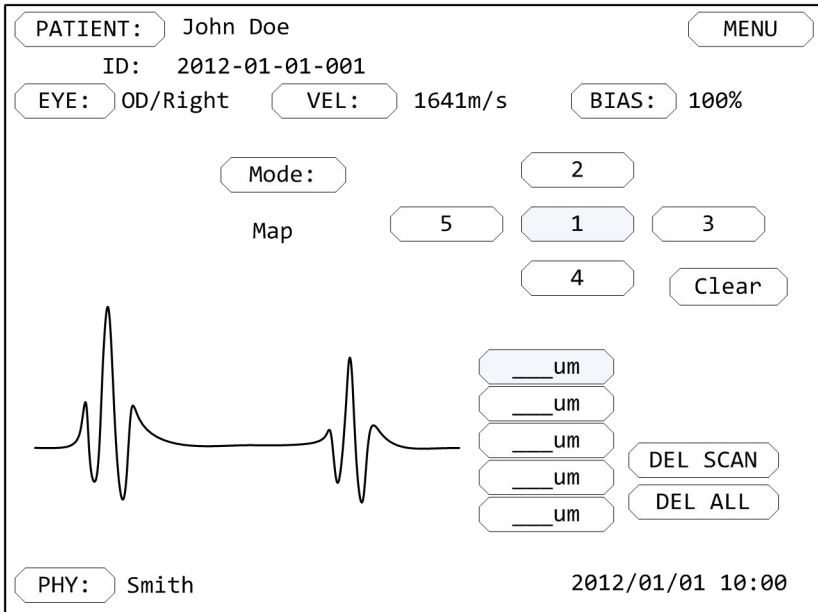 PATIENT: John Doe MENU
ID: 2012-01-01-001
EYE: OD/Right VEL: 1641m/s BIAS: 100%
Mode: 2
Map 5 1 3
4
Clear
___um
___um
___um
___um
___um
DEL SCAN
DEL ALL
PHY: Smith 2012/01/01 10:00